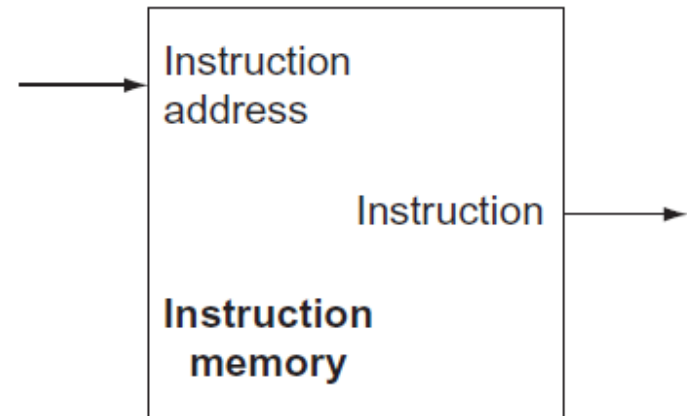 Instruction
address
Instruction
Instruction
memory